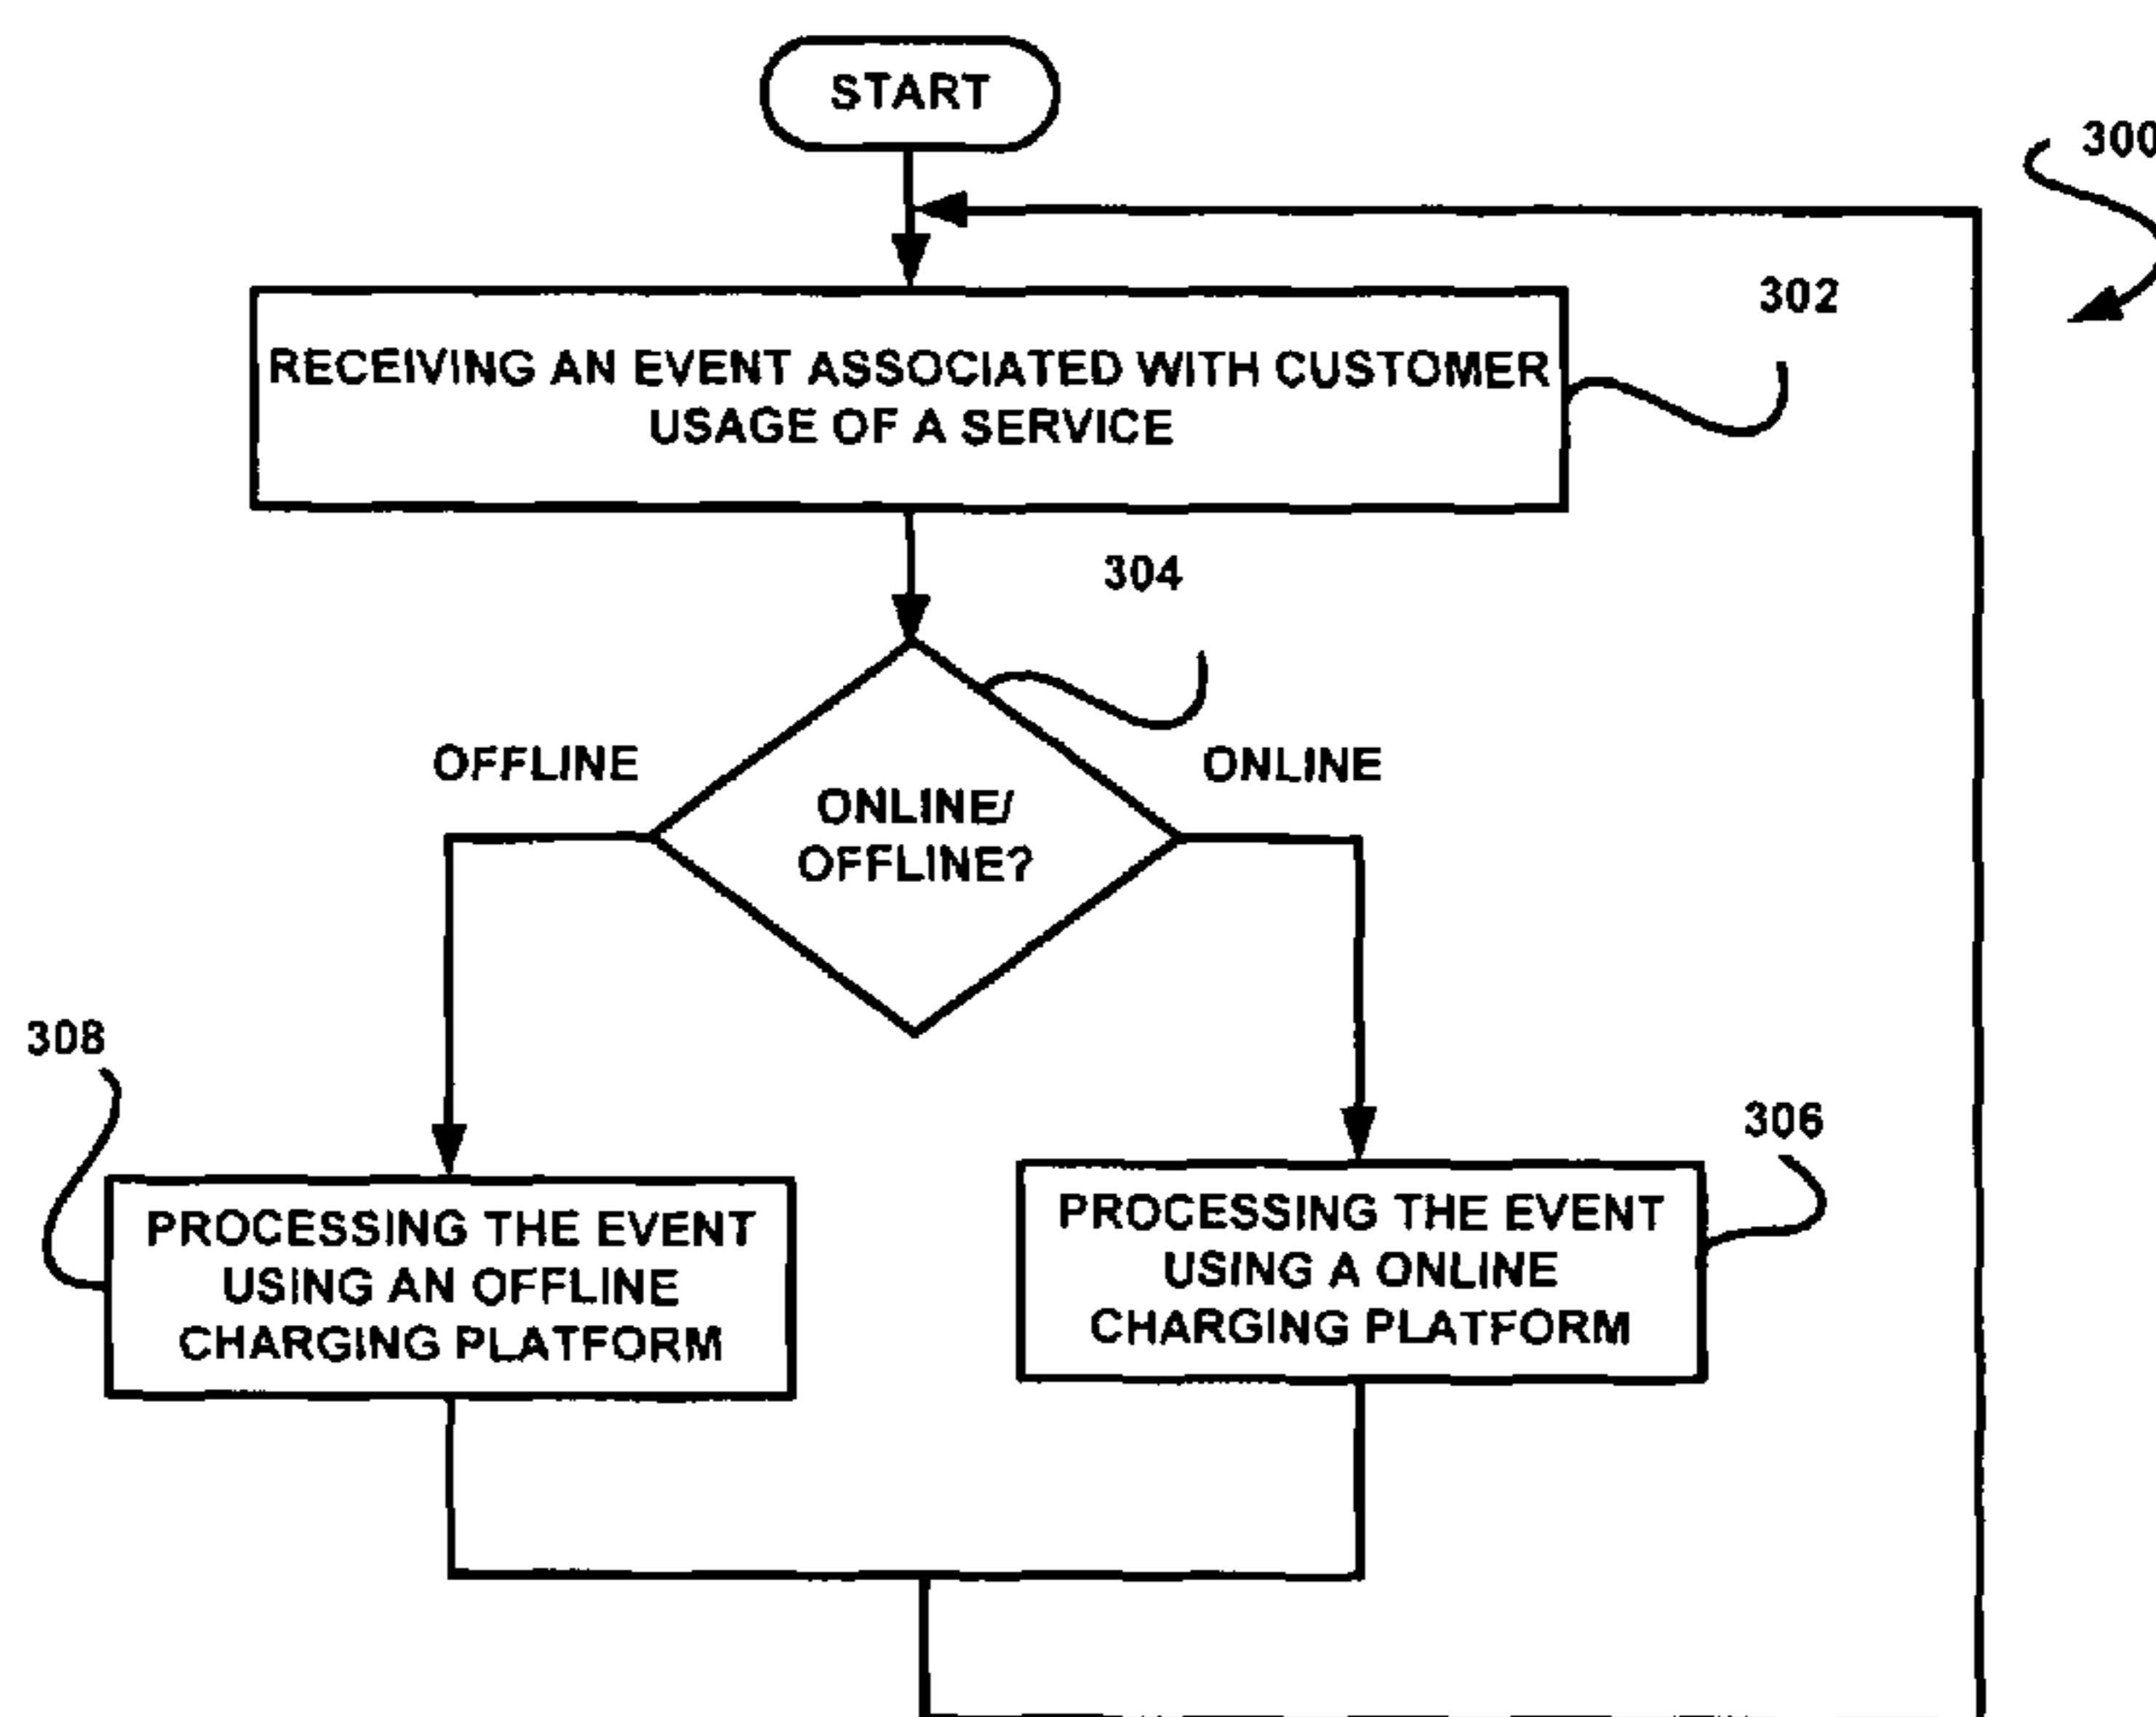 START
300
302
RECEIVING AN EVENT ASSOCIATED WITH CUSTOMER
USAGE OF A SERVICE
304
OFFLINE
ONLINE
ONLINE/
OFFLINE?
308
306
PROCESSING THE EVENT
USING AN OFFLINE
CHARGING PLATFORM
PROCESSING THE EVENT
USING A ONLINE
CHARGING PLATFORM